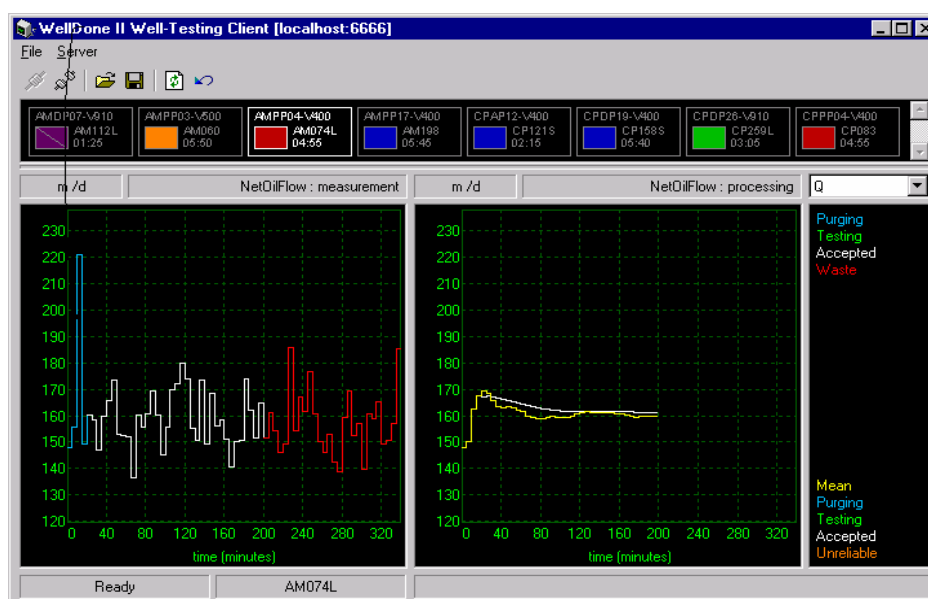 WellDone II Well-Testing Client [localhost:6666]
File Server
AMDP07-V910 AMPP03-V500 AMPP04-V400 AMPP17-V400 CPAP12-V400 CPDP19-V400 CPDP26-V910 CPPP04-V400
AM112L AM060 AM074L AM198 CP121S CP158S CP259L CP083
01:25 05:50 04:55 05:45 02:15 05:40 03:05 04:55
m /d NetOilFlow : measurement m /d NetOilFlow : processing Q
230
220
210
200
190
180
170
160
150
140
130
120
0 40 80 120 160 200 240 280 320
time (minutes)
230
220
210
200
190
180
170
160
150
140
130
120
0 40 80 120 160 200 240 280 320
time (minutes)
Purging
Testing
Accepted
Waste
Mean
Purging
Testing
Accepted
Unreliable
Ready AM074L